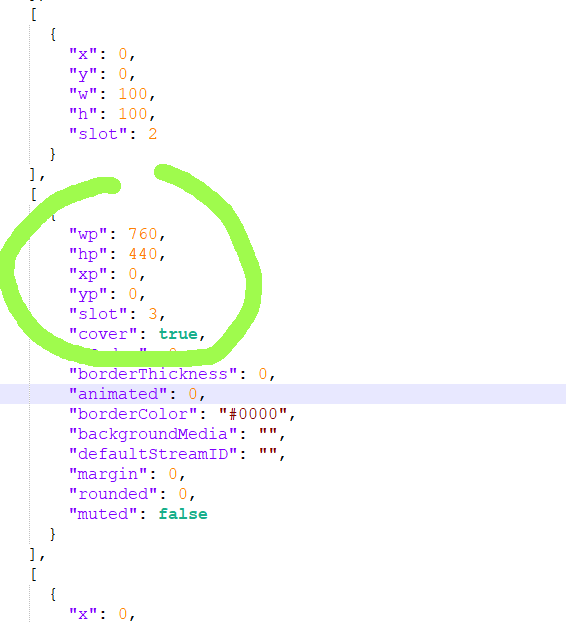 [
{
"x": 0,
"y": 0,
"w": 100,
"h": 100,
"slot": 2
}
],
[
{
"wp": 760,
"hp": 440,
"xp": 0,
"yp": 0,
"slot": 3,
"cover": true,
"borderThickness": 0,
"animated": 0,
"borderColor": "#0000",
"backgroundMedia": "",
"defaultStreamID": "",
"margin": 0,
"rounded": 0,
"muted": false
}
],
[
{
"x": 0,